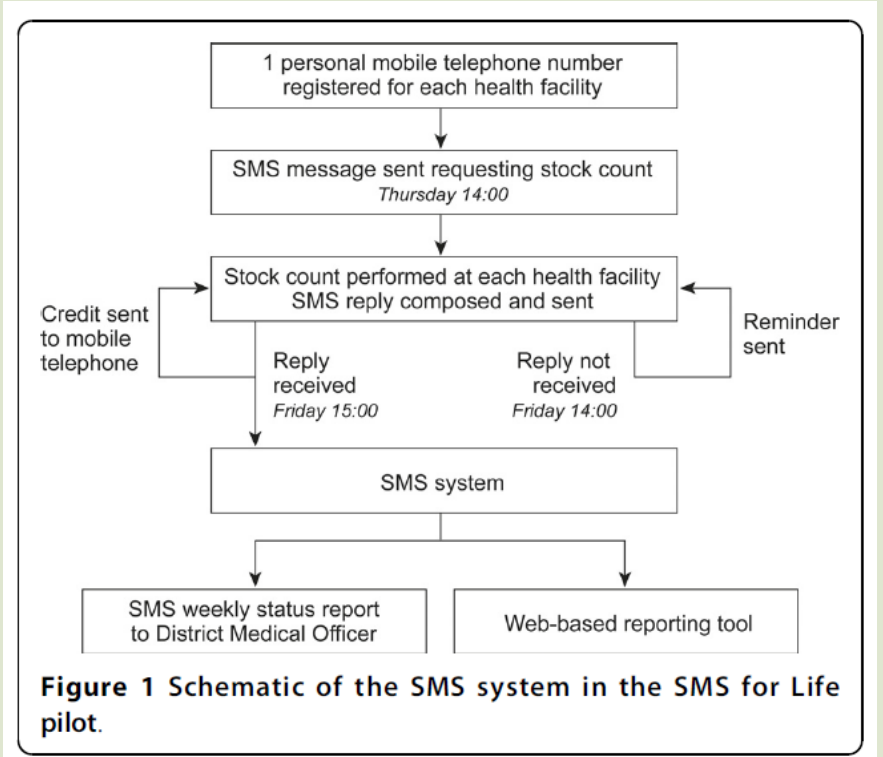 1 personal mobile telephone number
registered for each health facility
SMS message sent requesting stock count
Thursday 14:00
Stock count performed at each health facility
SMS reply composed and sent
Credit sent
to mobile
telephone
Reminder
sent
Reply
received
Friday 15:00
Reply not
received
Friday 14:00
SMS system
SMS weekly status report
to District Medical Officer
Web-based reporting tool
Figure 1 Schematic of the SMS system in the SMS for Life
pilot.